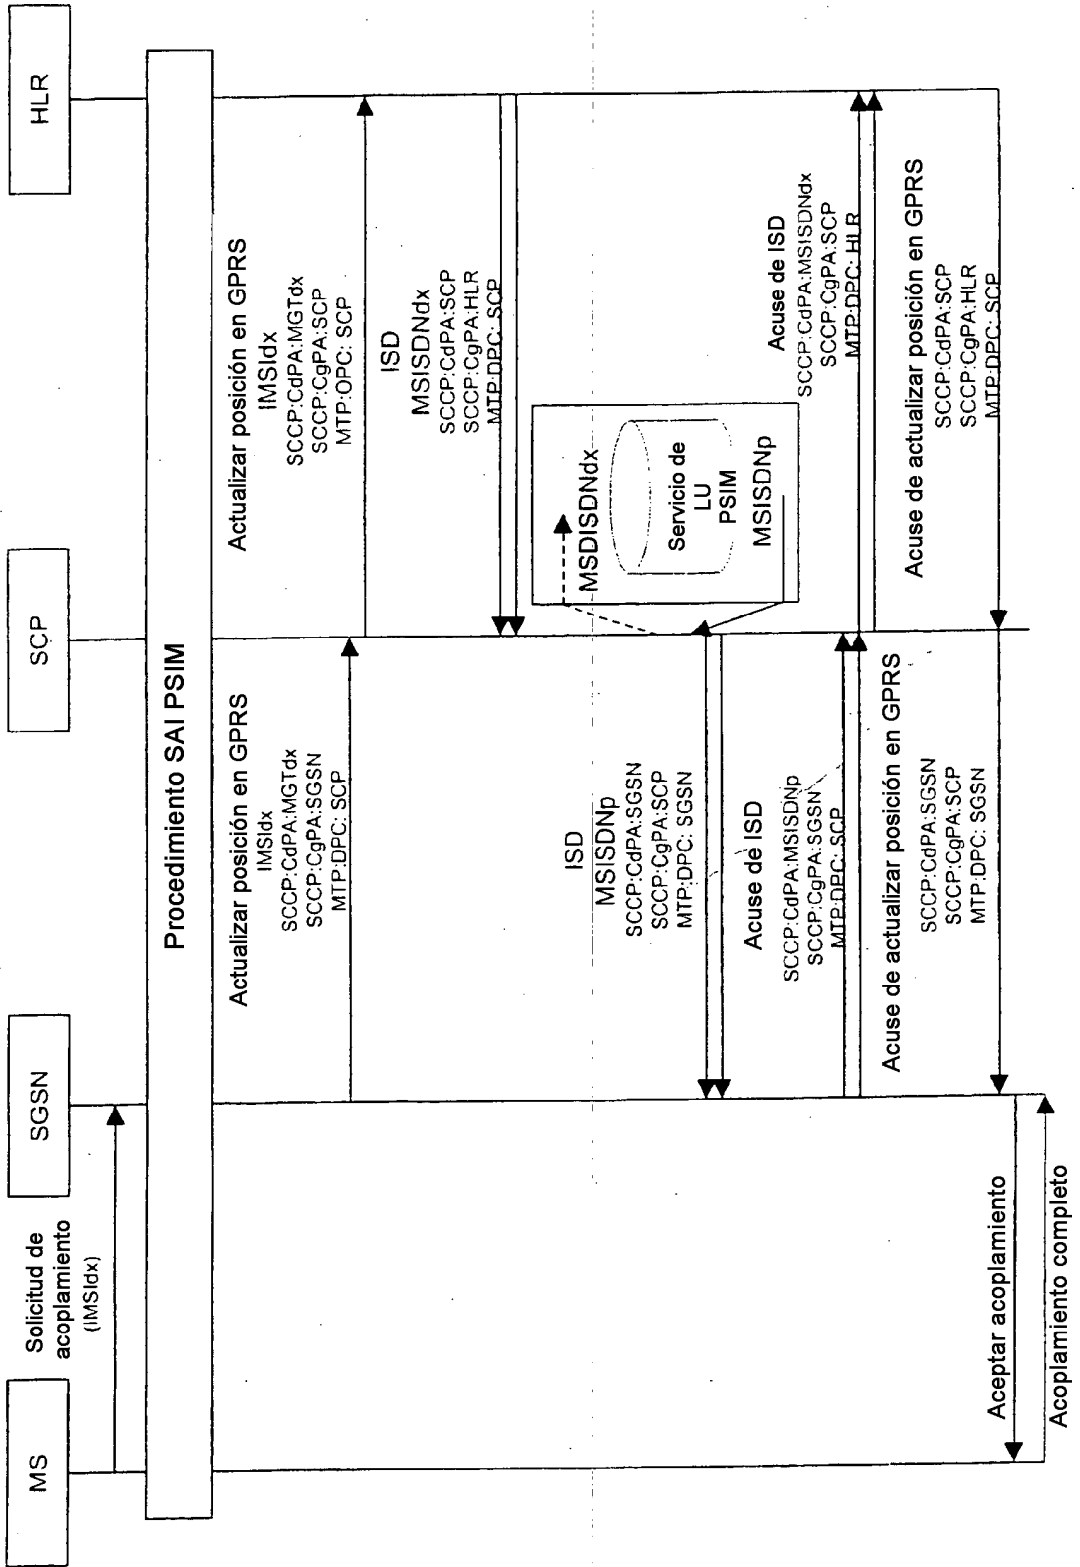 MS
SGSN
SCP
HLR
Solicitud de
acoplamiento
(IMSIdx)
Procedimiento SAI PSIM
Actualizar posición en GPRS
IMSIdx
SCCP:CdPA:MGTdx
SCCP:CgPA:SGSN
MTP:DPC: SCP
Actualizar posición en GPRS
IMSIdx
SCCP:CdPA:MGTdx
SCCP:CgPA:SCP
MTP:OPC: SCP
ISD
MSISDNdx
SCCP:CdPA:SCP
SCCP:CgPA:HLR
MTP:DPC: SCP
MSDISDNdx
Servicio de
LU
PSIM
MSISDNp
ISD
MSISDNp
SCCP:CdPA:SGSN
SCCP:CgPA:SCP
MTP:DPC: SGSN
Acuse de ISD
SCCP:CdPA:MSISDNp
SCCP:CgPA:SGSN
MTP:DPC: SCP
Acuse de ISD
SCCP:CdPA:MSISDNdx
SCCP:CgPA:SCP
MTP:DPC: HLR
Acuse de actualizar posición en GPRS
SCCP:CdPA:SCP
SCCP:CgPA:HLR
MTP:DPC: SCP
Acuse de actualizar posición en GPRS
SCCP:CdPA:SGSN
SCCP:CgPA:SCP
MTP:DPC: SGSN
Aceptar acoplamiento
Acoplamiento completo